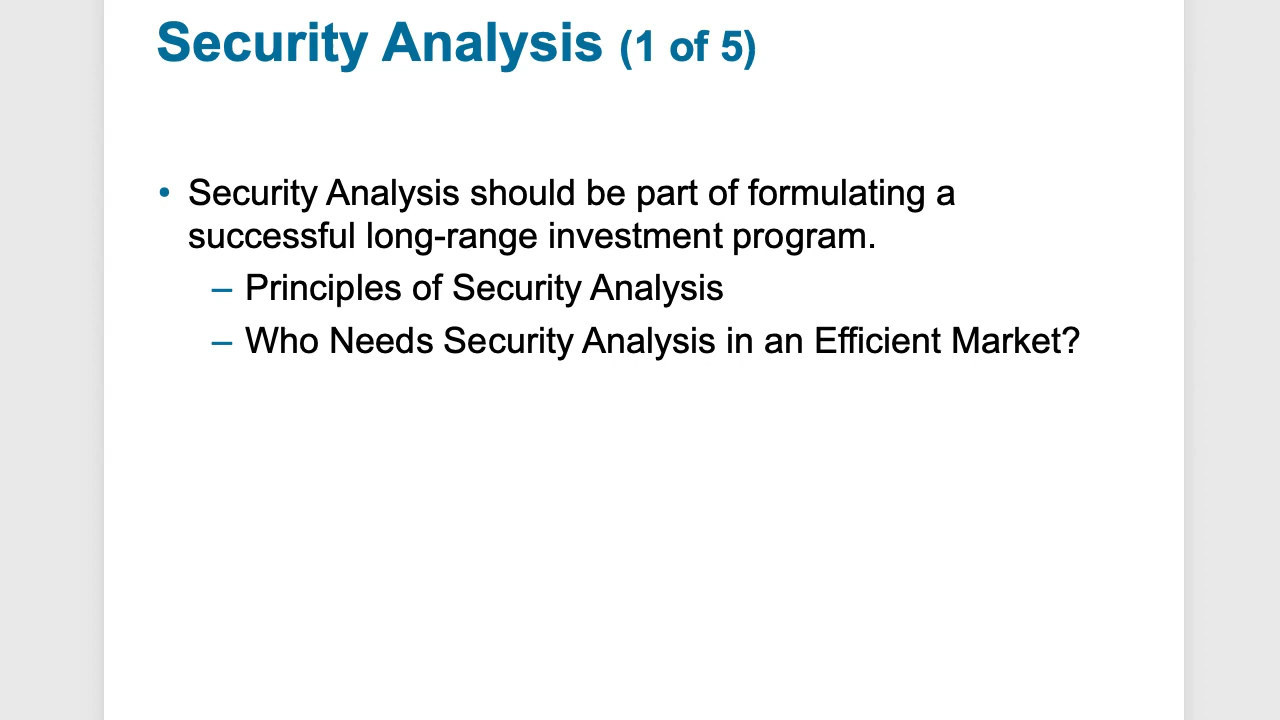 Security Analysis (1 of 5)
• Security Analysis should be part of formulating a
successful long-range investment program.
– Principles of Security Analysis
– Who Needs Security Analysis in an Efficient Market?